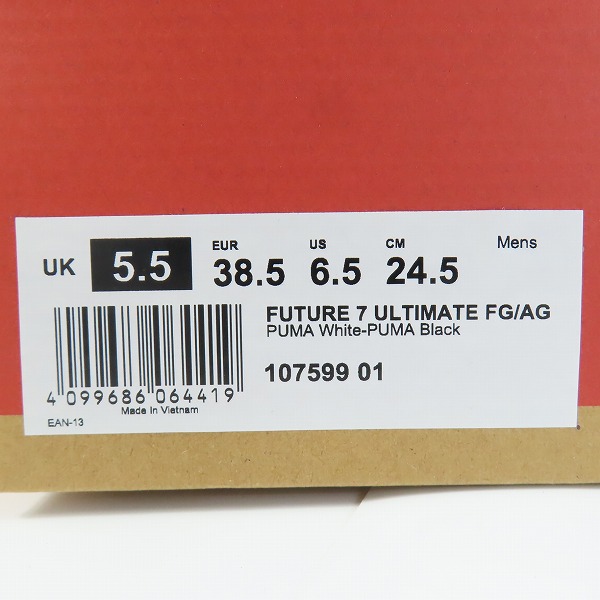 UK 5.5 EUR 38.5 US 6.5 CM 24.5 Mens
FUTURE 7 ULTIMATE FG/AG
PUMA White-PUMA Black
107599 01
4 099686 064419
Made In Vietnam
EAN-13